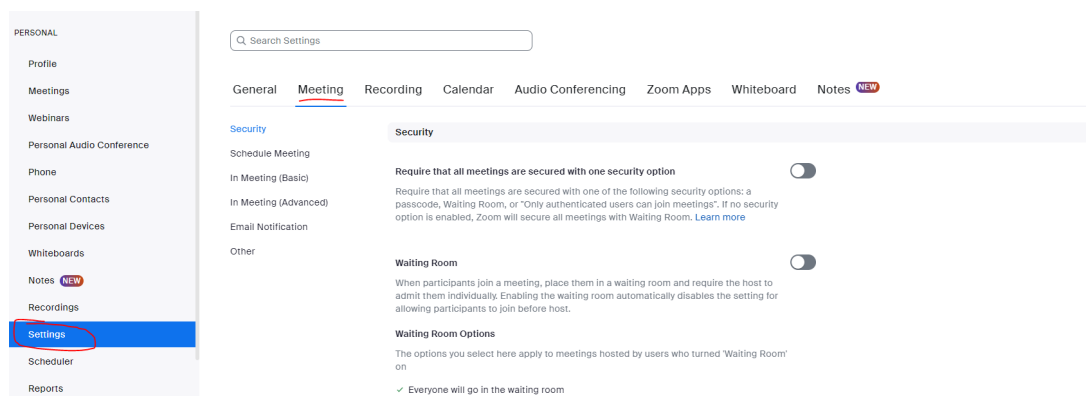 PERSONAL
Profile
Meetings
Webinars
Personal Audio Conference
Phone
Personal Contacts
Personal Devices
Whiteboards
Notes NEW
Recordings
Settings
Scheduler
Reports
Search Settings
General Meeting Recording Calendar Audio Conferencing Zoom Apps Whiteboard Notes NEW
Security
Schedule Meeting
In Meeting (Basic)
In Meeting (Advanced)
Email Notification
Other
Security
Require that all meetings are secured with one security option
Require that all meetings are secured with one of the following security options: a
passcode, Waiting Room, or "Only authenticated users can join meetings". If no security
option is enabled, Zoom will secure all meetings with Waiting Room. Learn more
Waiting Room
When participants join a meeting, place them in a waiting room and require the host to
admit them individually. Enabling the waiting room automatically disables the setting for
allowing participants to join before host.
Waiting Room Options
The options you select here apply to meetings hosted by users who turned 'Waiting Room'
on
Everyone will go in the waiting room